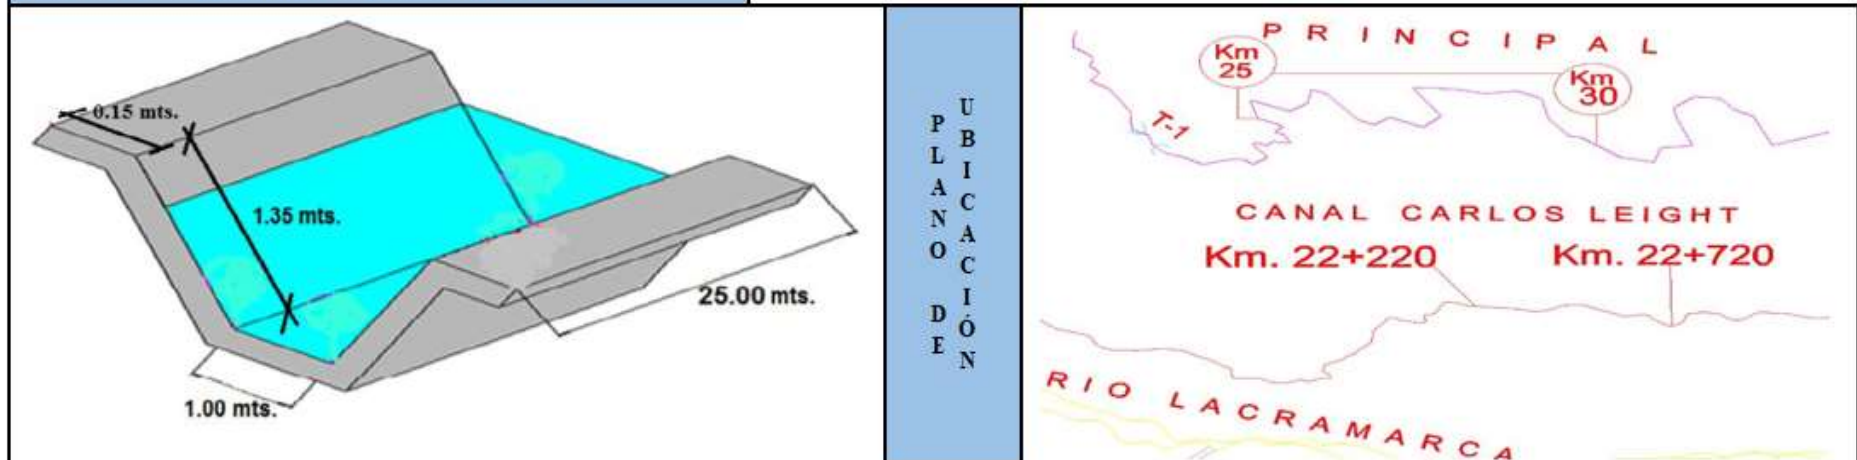 0.15 mts.
1.35 mts.
25.00 mts.
1.00 mts.
PLANO DE
UBICACIÓN
PRINCIPAL
Km
25
Km
30
T-1
CANAL CARLOS LEIGHT
Km. 22+220
Km. 22+720
RIO LACRAMARCA